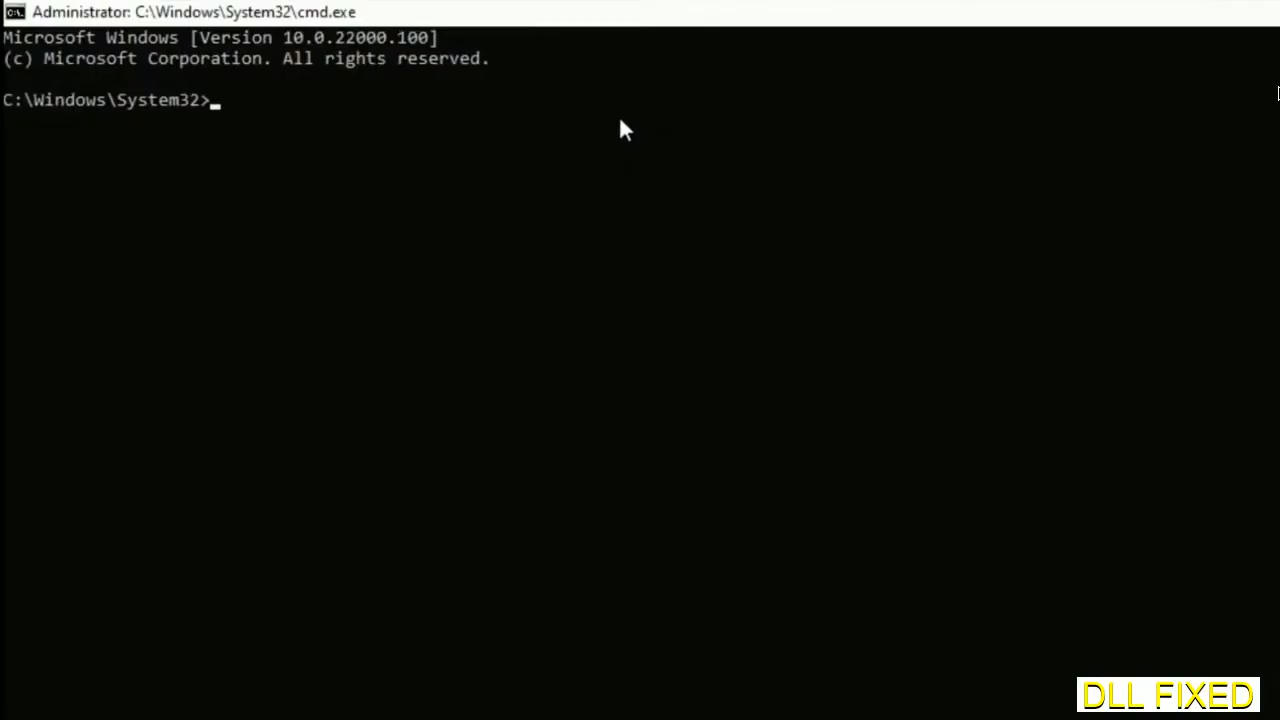 Administrator: C:\Windows\System32\cmd.exe
Microsoft Windows [Version 10.0.22000.100]
(c) Microsoft Corporation. All rights reserved.
C:\Windows\System32>
DLL FIXED